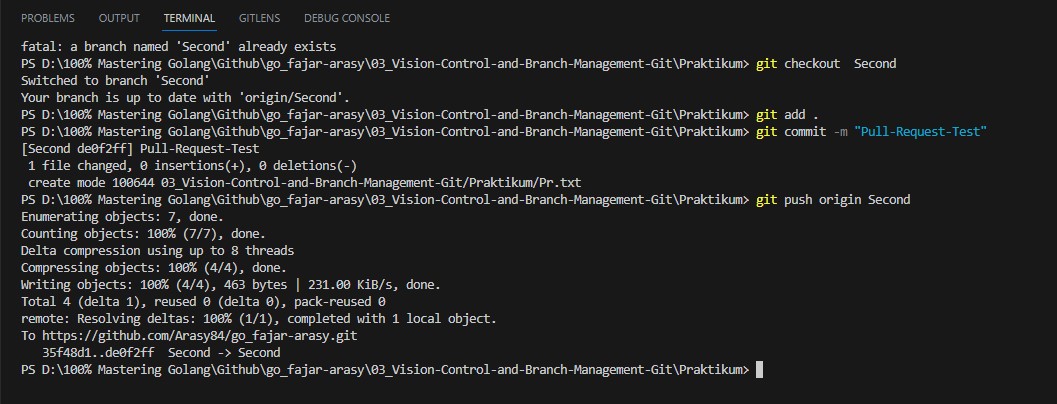 PROBLEMS OUTPUT TERMINAL GITLENS DEBUG CONSOLE
fatal: a branch named 'Second' already exists
PS D:\100% Mastering Golang\Github\go_fajar-arasy\03_Vision-Control-and-Branch-Management-Git\Praktikum> git checkout  Second
Switched to branch 'Second'
Your branch is up to date with 'origin/Second'.
PS D:\100% Mastering Golang\Github\go_fajar-arasy\03_Vision-Control-and-Branch-Management-Git\Praktikum> git add .
PS D:\100% Mastering Golang\Github\go_fajar-arasy\03_Vision-Control-and-Branch-Management-Git\Praktikum> git commit -m "Pull-Request-Test"
[Second de0f2ff] Pull-Request-Test
 1 file changed, 0 insertions(+), 0 deletions(-)
 create mode 100644 03_Vision-Control-and-Branch-Management-Git/Praktikum/Pr.txt
PS D:\100% Mastering Golang\Github\go_fajar-arasy\03_Vision-Control-and-Branch-Management-Git\Praktikum> git push origin Second
Enumerating objects: 7, done.
Counting objects: 100% (7/7), done.
Delta compression using up to 8 threads
Compressing objects: 100% (4/4), done.
Writing objects: 100% (4/4), 463 bytes | 231.00 KiB/s, done.
Total 4 (delta 1), reused 0 (delta 0), pack-reused 0
remote: Resolving deltas: 100% (1/1), completed with 1 local object.
To https://github.com/Arasy84/go_fajar-arasy.git
   35f48d1..de0f2ff  Second -> Second
PS D:\100% Mastering Golang\Github\go_fajar-arasy\03_Vision-Control-and-Branch-Management-Git\Praktikum>